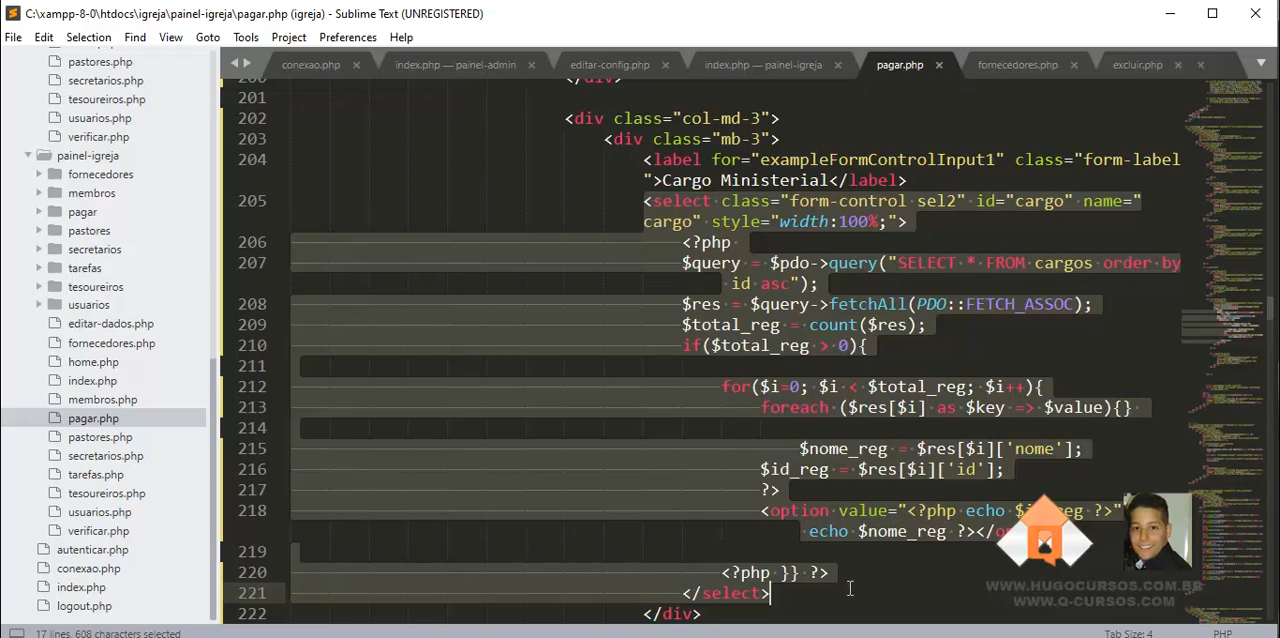 C:\xampp-8-0\htdocs\igreja\painel-igreja\pagar.php (igreja) - Sublime Text (UNREGISTERED)
File Edit Selection Find View Goto Tools Project Preferences Help
conexao.php index.php — painel-admin editar-config.php index.php — painel-igreja pagar.php fornecedores.php excluir.php
pastores.php
secretarios.php
tesoureiros.php
usuarios.php
verificar.php
painel-igreja
fornecedores
membros
pagar
pastores
secretarios
tarefas
tesoureiros
usuarios
editar-dados.php
fornecedores.php
home.php
index.php
membros.php
pagar.php
pastores.php
secretarios.php
tarefas.php
tesoureiros.php
usuarios.php
verificar.php
autenticar.php
conexao.php
index.php
logout.php
200 </div>
201
202 <div class="col-md-3">
203 <div class="mb-3">
204 <label for="exampleFormControlInput1" class="form-label
">Cargo Ministerial</label>
205 <select class="form-control sel2" id="cargo" name="
cargo" style="width:100%;">
206 <?php
207 $query = $pdo->query("SELECT * FROM cargos order by
id asc");
208 $res = $query->fetchAll(PDO::FETCH_ASSOC);
209 $total_reg = count($res);
210 if($total_reg > 0){
211
212 for($i=0; $i < $total_reg; $i++){
213 foreach ($res[$i] as $key => $value){}
214
215 $nome_reg = $res[$i]['nome'];
216 $id_reg = $res[$i]['id'];
217 ?>
218 <option value="<?php echo $id_reg ?>"
echo $nome_reg ?></
219
220 <?php }} ?>
221 </select>
222 </div>
WWW.HUGOCURSOS.COM.BR
WWW.Q-CURSOS.COM
17 lines, 608 characters selected
Tab Size: 4
PHP